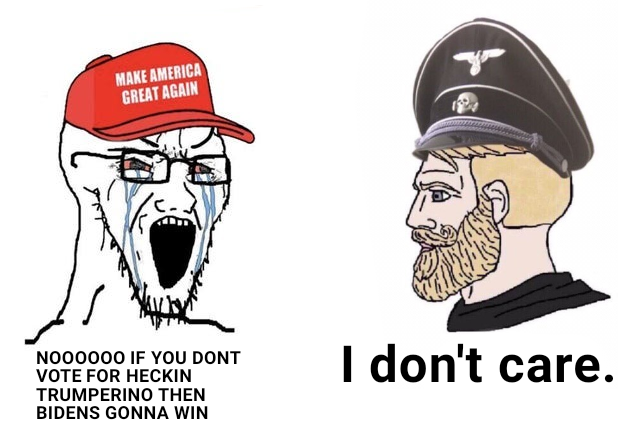 MAKE AMERICA
GREAT AGAIN
NOOOOOO IF YOU DONT
VOTE FOR HECKIN
TRUMPERINO THEN
BIDENS GONNA WIN
I don't care.